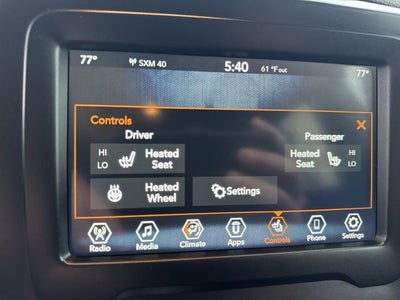 77° SXM 40 5:40 61 °F out 77°
Controls X
Driver Passenger
HI Heated HI Heated
LO Seat LO Seat
Heated Settings
Wheel
Radio Media Climate Apps Controls Phone Settings